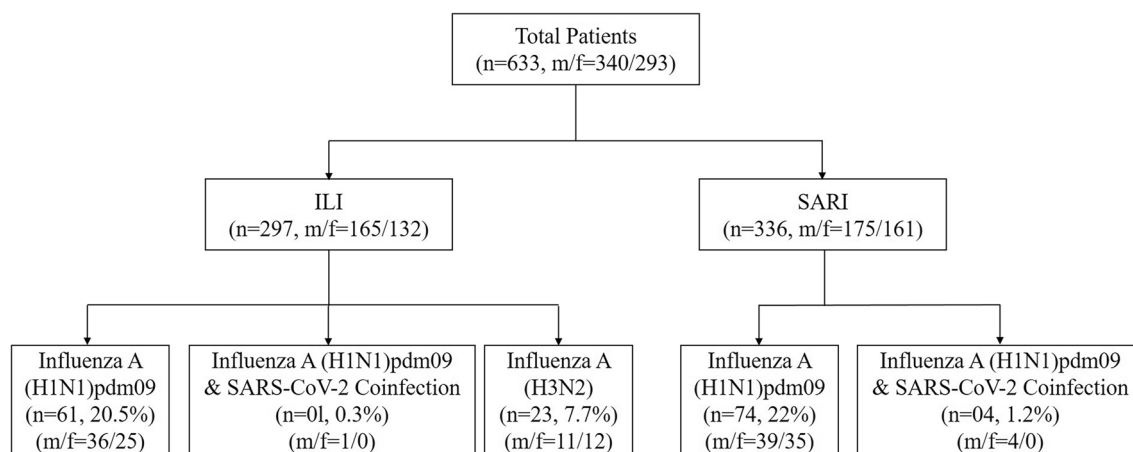 Total Patients
(n=633, m/f=340/293)
ILI
(n=297, m/f=165/132)
SARI
(n=336, m/f=175/161)
Influenza A
(H1N1)pdm09
(n=61, 20.5%)
(m/f=36/25)
Influenza A (H1N1)pdm09
& SARS-CoV-2 Coinfection
(n=0l, 0.3%)
(m/f=1/0)
Influenza A
(H3N2)
(n=23, 7.7%)
(m/f=11/12)
Influenza A
(H1N1)pdm09
(n=74, 22%)
(m/f=39/35)
Influenza A (H1N1)pdm09
& SARS-CoV-2 Coinfection
(n=04, 1.2%)
(m/f=4/0)